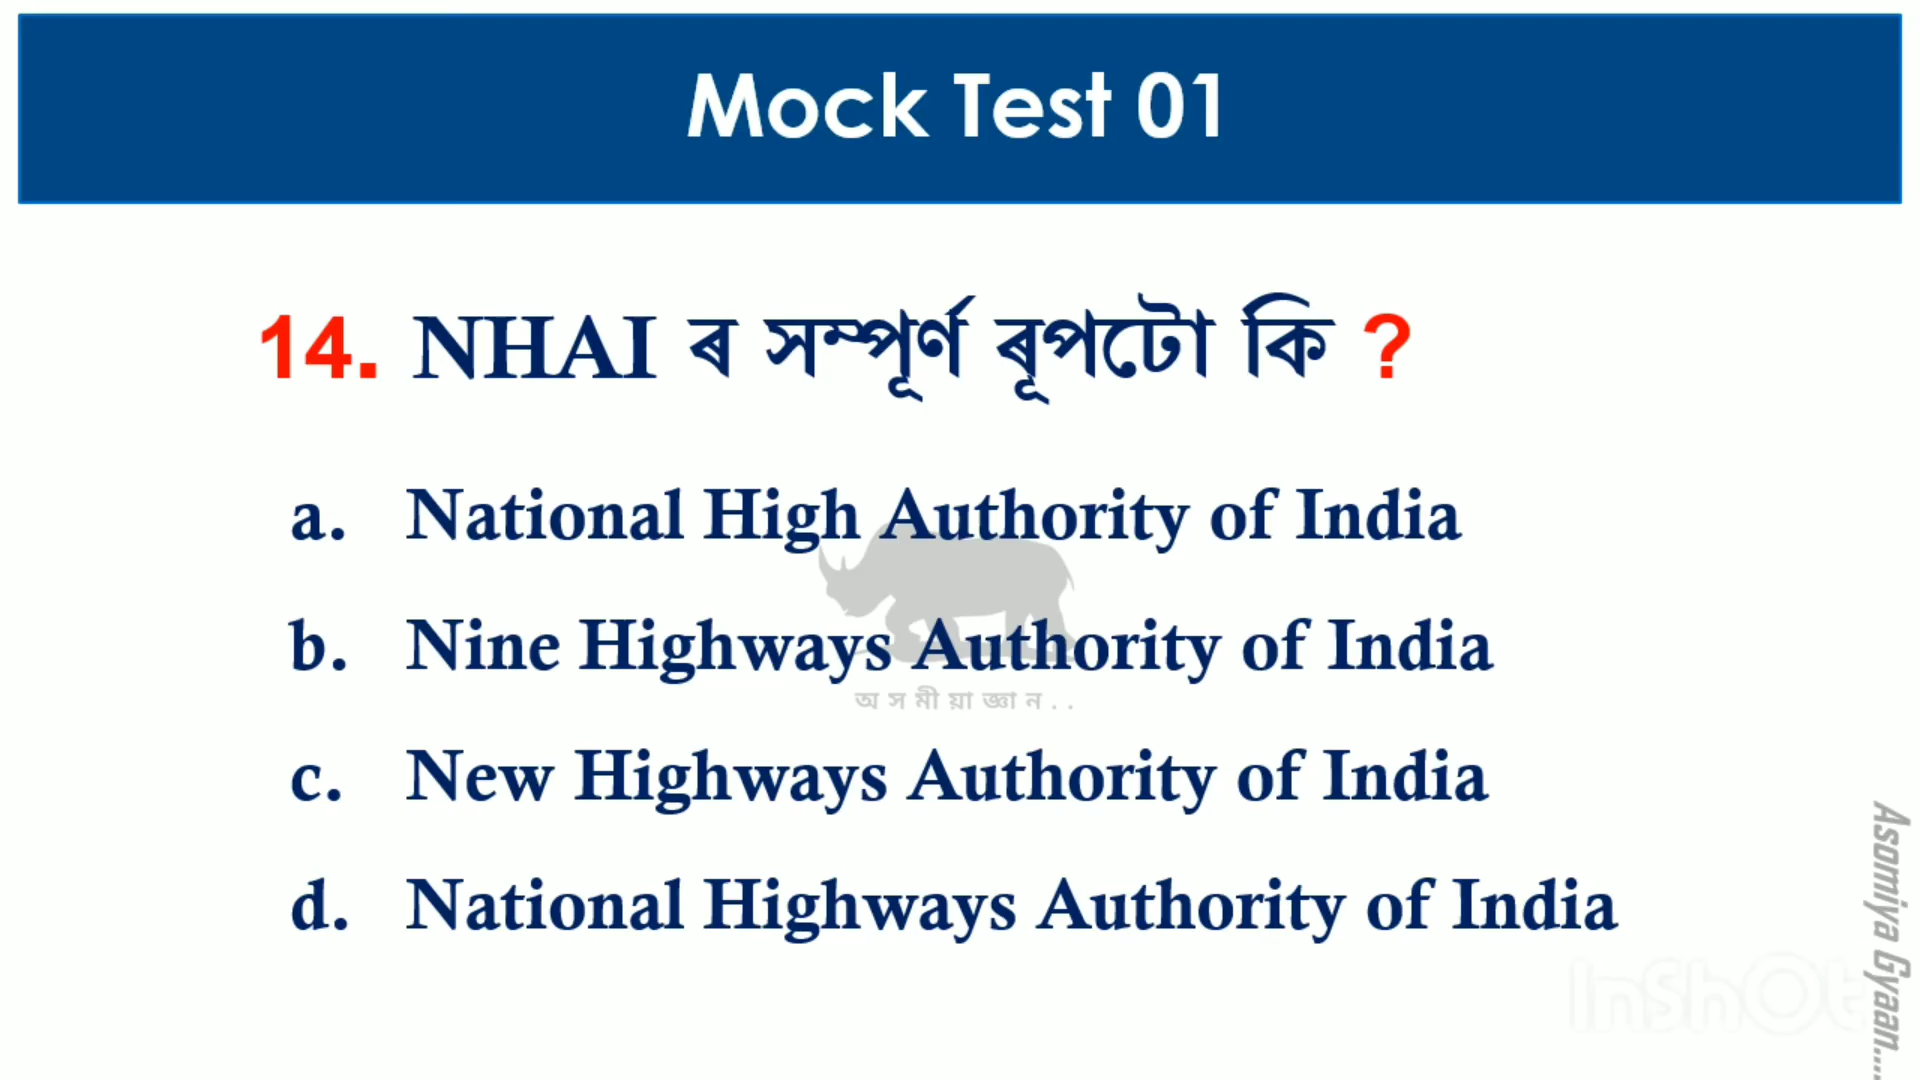 Mock Test 01
14. NHAI ৰ সম্পূৰ্ণ ৰূপটো কি ?
a. National High Authority of India
b. Nine Highways Authority of India
অসমীয়া জ্ঞান..
c. New Highways Authority of India
d. National Highways Authority of India
Asomiya Gyaan...
InShOt